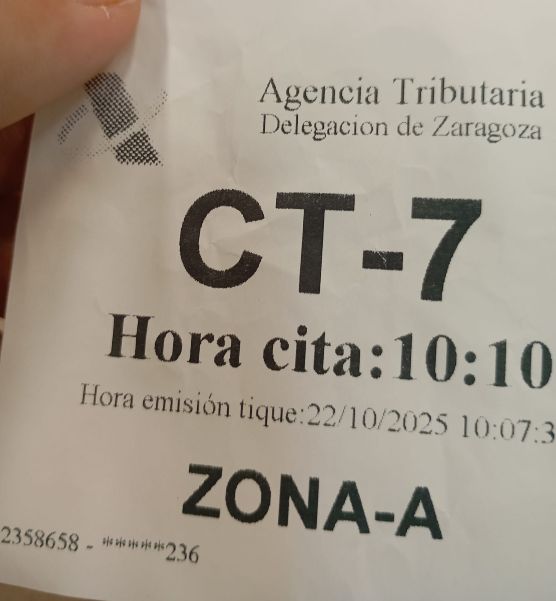 Agencia Tributaria
Delegacion de Zaragoza
CT-7
Hora cita:10:10
Hora emisión tique:22/10/2025 10:07:3
ZONA-A
2358658 - *****236